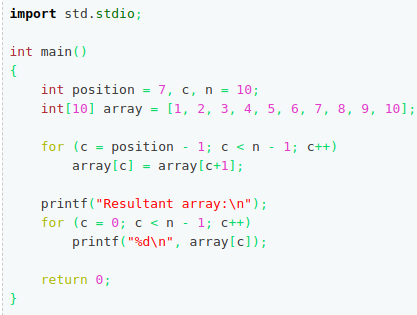 import std.stdio;

int main()
{
    int position = 7, c, n = 10;
    int[10] array = [1, 2, 3, 4, 5, 6, 7, 8, 9, 10];

    for (c = position - 1; c < n - 1; c++)
        array[c] = array[c+1];

    printf("Resultant array:\n");
    for (c = 0; c < n - 1; c++)
        printf("%d\n", array[c]);

    return 0;
}